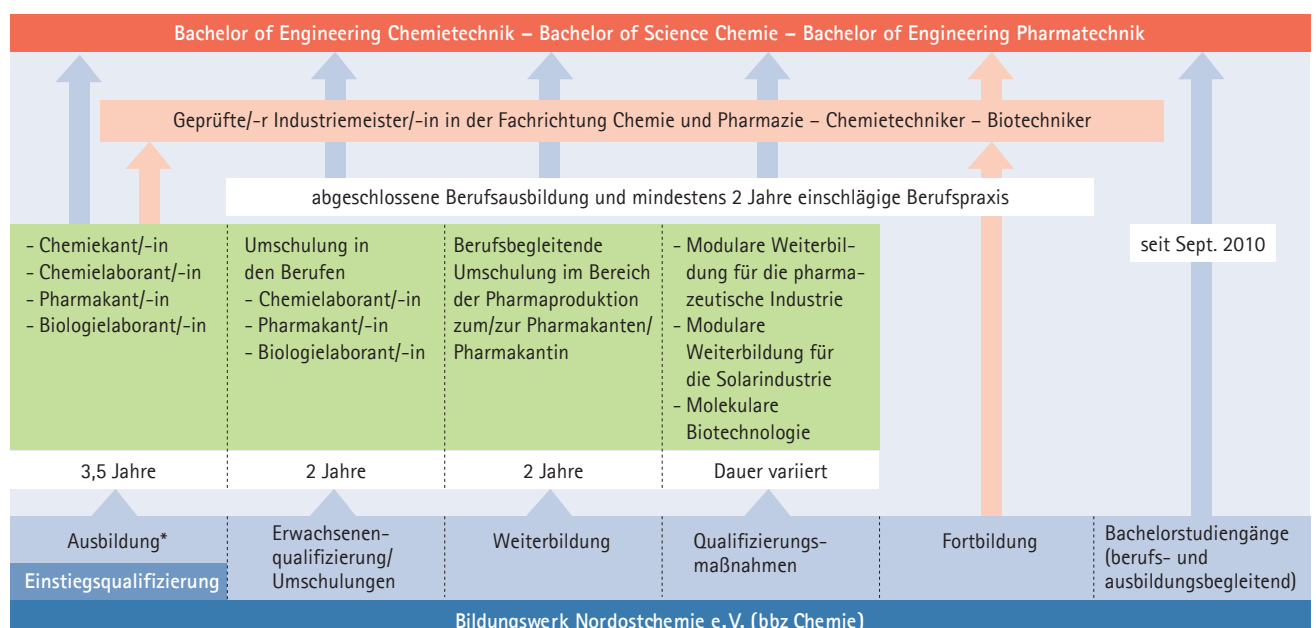 Bachelor of Engineering Chemietechnik – Bachelor of Science Chemie – Bachelor of Engineering Pharmatechnik
Geprüfte/-r Industriemeister/-in in der Fachrichtung Chemie und Pharmazie – Chemietechniker – Biotechniker
abgeschlossene Berufsausbildung und mindestens 2 Jahre einschlägige Berufspraxis
- Chemiekant/-in
- Chemielaborant/-in
- Pharmakant/-in
- Biologielaborant/-in
Umschulung in
den Berufen
- Chemielaborant/-in
- Pharmakant/-in
- Biologielaborant/-in
Berufsbegleitende
Umschulung im Bereich
der Pharmaproduktion
zum/zur Pharmakanten/
Pharmakantin
- Modulare Weiterbil-
dung für die pharma-
zeutische Industrie
- Modulare
Weiterbildung für
die Solarindustrie
- Molekulare
Biotechnologie
seit Sept. 2010
3,5 Jahre
2 Jahre
2 Jahre
Dauer variiert
Ausbildung*
Einstiegsqualifizierung
Erwachsenen-
qualifizierung/
Umschulungen
Weiterbildung
Qualifizierungs-
maßnahmen
Fortbildung
Bachelorstudiengänge
(berufs- und
ausbildungsbegleitend)
Bildungswerk Nordostchemie e.V. (bbz Chemie)